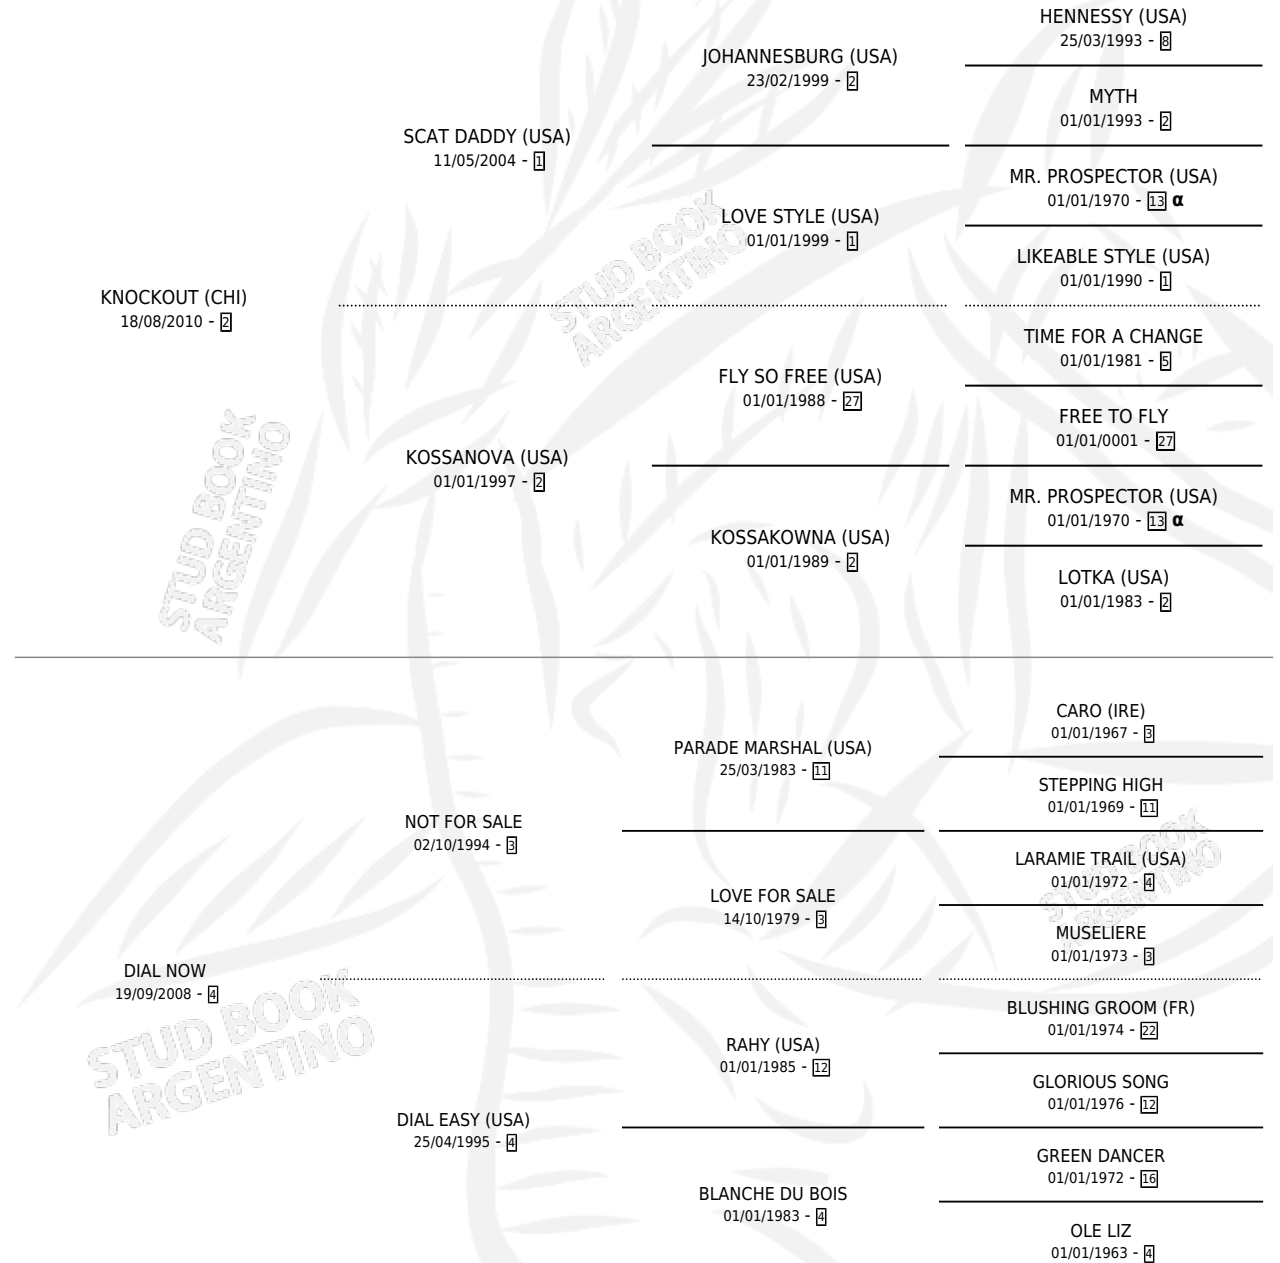 HENNESSY (USA)
25/03/1993 - 8
JOHANNESBURG (USA)
23/02/1999 - 2
MYTH
01/01/1993 - 2
SCAT DADDY (USA)
11/05/2004 - 1
MR. PROSPECTOR (USA)
01/01/1970 - 13 α
LOVE STYLE (USA)
01/01/1999 - 1
LIKEABLE STYLE (USA)
01/01/1990 - 1
KNOCKOUT (CHI)
18/08/2010 - 2
TIME FOR A CHANGE
01/01/1981 - 5
FLY SO FREE (USA)
01/01/1988 - 27
FREE TO FLY
01/01/0001 - 27
KOSSANOVA (USA)
01/01/1997 - 2
MR. PROSPECTOR (USA)
01/01/1970 - 13 α
KOSSAKOWNA (USA)
01/01/1989 - 2
LOTKA (USA)
01/01/1983 - 2
CARO (IRE)
01/01/1967 - 3
PARADE MARSHAL (USA)
25/03/1983 - 11
STEPPING HIGH
01/01/1969 - 11
NOT FOR SALE
02/10/1994 - 3
LARAMIE TRAIL (USA)
01/01/1972 - 4
LOVE FOR SALE
14/10/1979 - 3
MUSELIERE
01/01/1973 - 3
DIAL NOW
19/09/2008 - 4
BLUSHING GROOM (FR)
01/01/1974 - 22
RAHY (USA)
01/01/1985 - 12
GLORIOUS SONG
01/01/1976 - 12
DIAL EASY (USA)
25/04/1995 - 4
GREEN DANCER
01/01/1972 - 16
BLANCHE DU BOIS
01/01/1983 - 4
OLE LIZ
01/01/1963 - 4
STUD BOOK
ARGENTINO
STUD BOOK
ARGENTINO
STUD BOOK
ARGENTINO
STUD BOOK
ARGENTINO